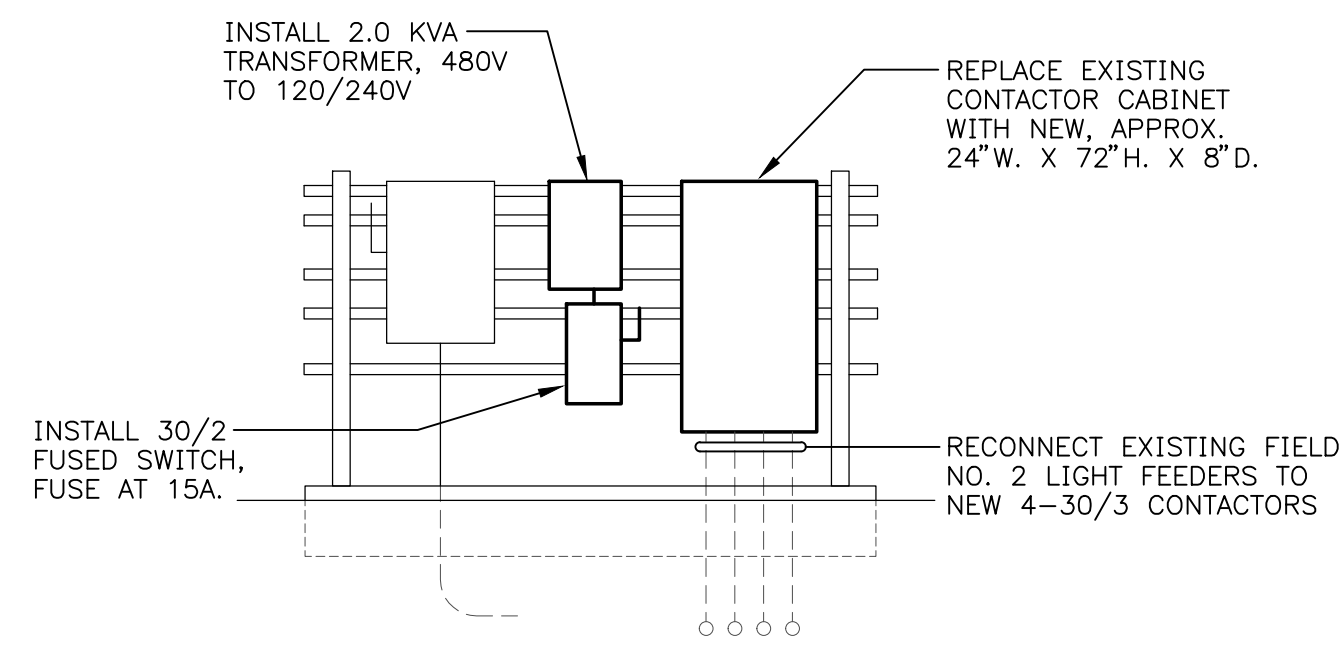 INSTALL 2.0 KVA
TRANSFORMER, 480V
TO 120/240V
REPLACE EXISTING
CONTACTOR CABINET
WITH NEW, APPROX.
24"W. X 72"H. X 8"D.
INSTALL 30/2
FUSED SWITCH,
FUSE AT 15A.
RECONNECT EXISTING FIELD
NO. 2 LIGHT FEEDERS TO
NEW 4-30/3 CONTACTORS